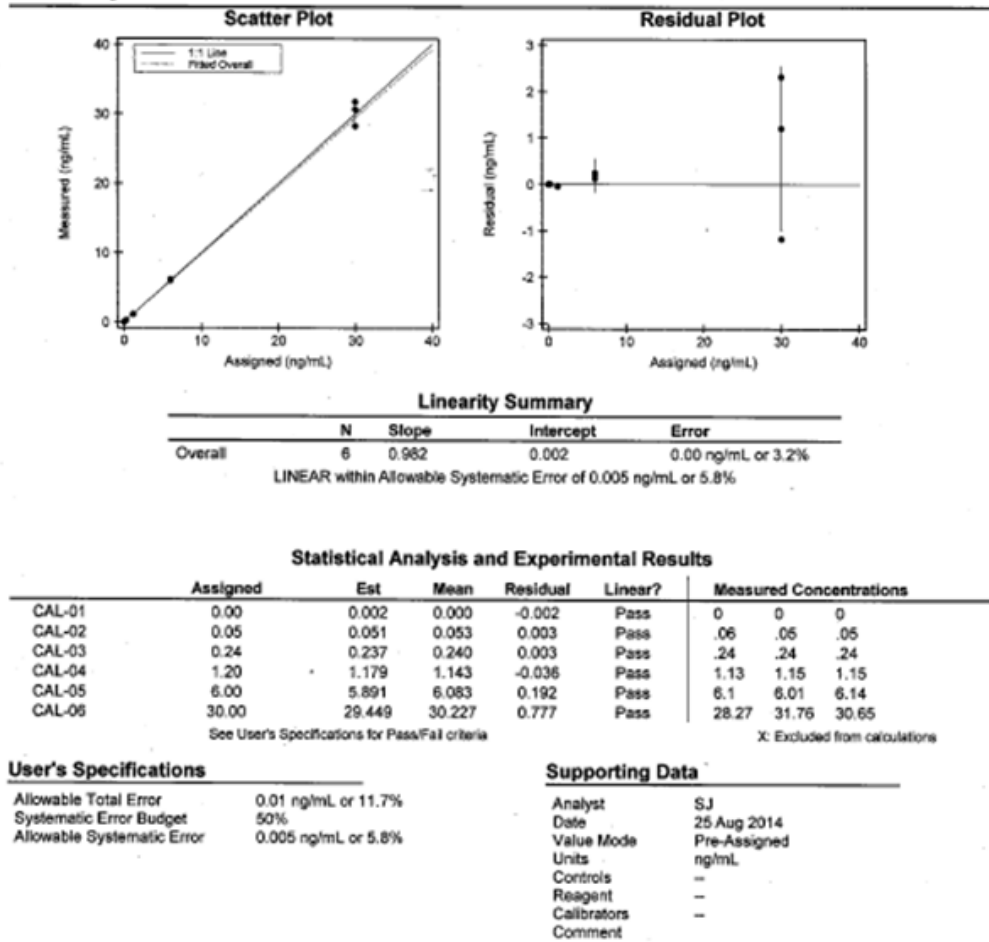 Scatter Plot
Residual Plot
1:1 Line
Fitted Overall
40
30
20
10
0
Measured (ng/mL)
0 10 20 30 40
Assigned (ng/mL)
3
2
1
0
-1
-2
-3
Residual (ng/mL)
0 10 20 30 40
Assigned (ng/mL)
Linearity Summary
N Slope Intercept Error
Overall 6 0.982 0.002 0.00 ng/mL or 3.2%
LINEAR within Allowable Systematic Error of 0.005 ng/mL or 5.8%
Statistical Analysis and Experimental Results
Assigned Est Mean Residual Linear? Measured Concentrations
CAL-01 0.00 0.002 0.000 -0.002 Pass 0 0 0
CAL-02 0.05 0.051 0.053 0.003 Pass .06 .05 .05
CAL-03 0.24 0.237 0.240 0.003 Pass .24 .24 .24
CAL-04 1.20 1.179 1.143 -0.036 Pass 1.13 1.15 1.15
CAL-05 6.00 5.891 6.083 0.192 Pass 6.1 6.01 6.14
CAL-06 30.00 29.449 30.227 0.777 Pass 28.27 31.76 30.65
See User's Specifications for Pass/Fail criteria
X: Excluded from calculations
User's Specifications
Allowable Total Error 0.01 ng/mL or 11.7%
Systematic Error Budget 50%
Allowable Systematic Error 0.005 ng/mL or 5.8%
Supporting Data
Analyst SJ
Date 25 Aug 2014
Value Mode Pre-Assigned
Units ng/mL
Controls --
Reagent --
Calibrators --
Comment